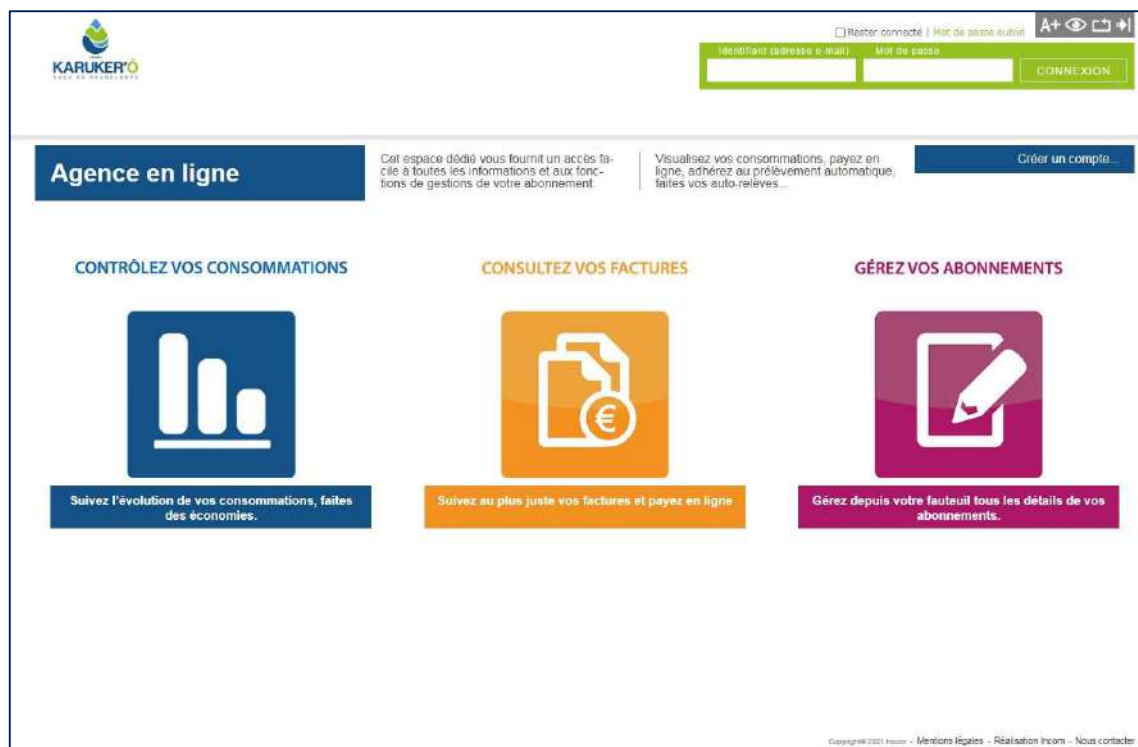 KARUKER'Ô
Rester connecté | Mot de passe oublié
A+
Identifiant (adresse e-mail) Mot de passe
CONNEXION
Agence en ligne
Cet espace dédié vous fournit un accès fa-
cile à toutes les informations et aux fonc-
tions de gestions de votre abonnement.
Visualisez vos consommations, payez en
ligne, adhérez au prélèvement automatique,
faites vos auto-relèves...
Créer un compte...
CONTRÔLEZ VOS CONSOMMATIONS
CONSULTEZ VOS FACTURES
GÉREZ VOS ABONNEMENTS
€
Suivez l'évolution de vos consommations, faites
des économies.
Suivez au plus juste vos factures et payez en ligne
Gérez depuis votre fauteuil tous les détails de vos
abonnements.
Copyright© 2021 Incom - Mentions légales - Réalisation Incom - Nous contacter